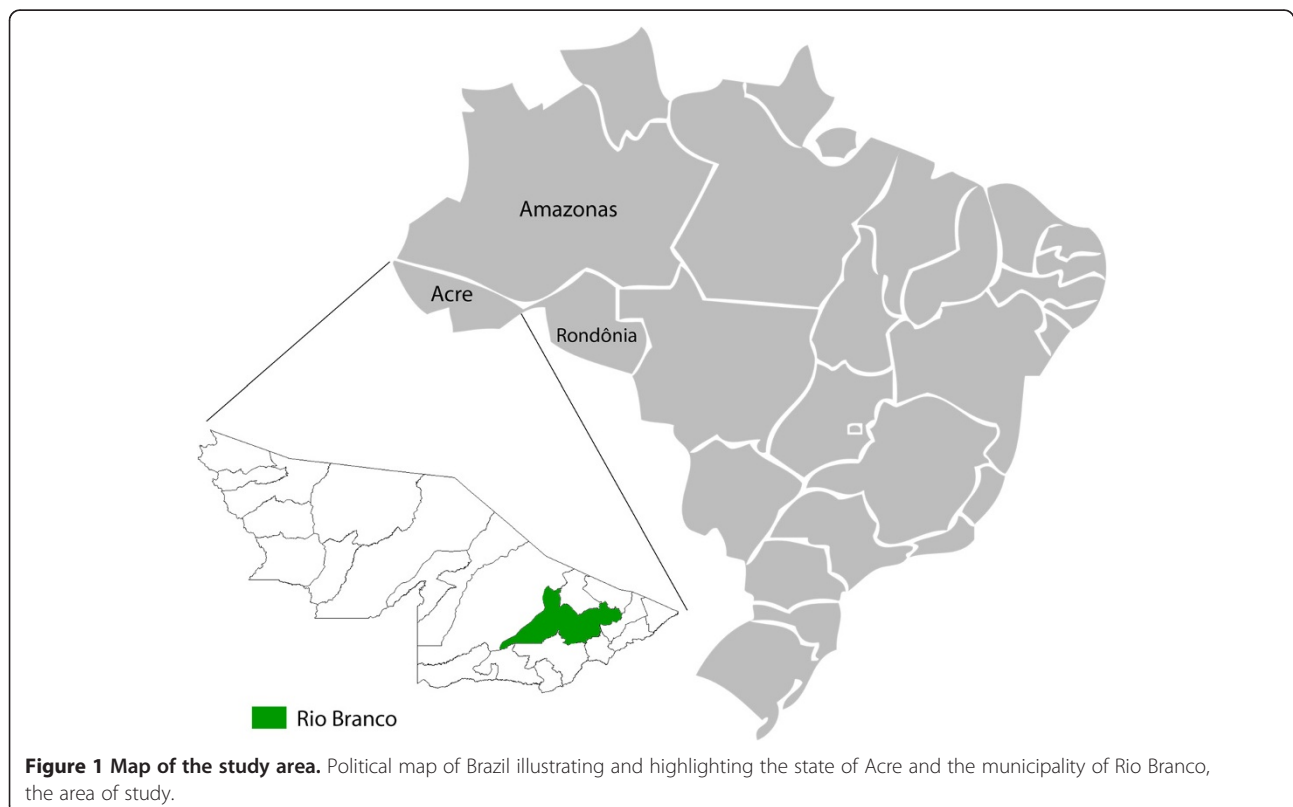 Amazonas
Acre
Rondônia
Rio Branco
Figure 1 Map of the study area. Political map of Brazil illustrating and highlighting the state of Acre and the municipality of Rio Branco,
the area of study.